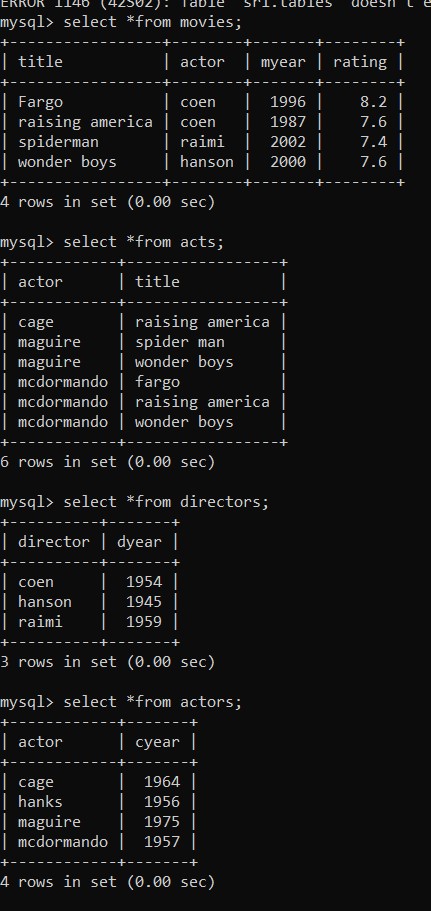 ERROR 1146 (42S02): Table 'sri.tables' doesn't e
mysql> select *from movies;
+-----------------+--------+-------+--------+
| title           | actor  | myear | rating |
+-----------------+--------+-------+--------+
| Fargo           | coen   |  1996 |    8.2 |
| raising america | coen   |  1987 |    7.6 |
| spiderman       | raimi  |  2002 |    7.4 |
| wonder boys     | hanson |  2000 |    7.6 |
+-----------------+--------+-------+--------+
4 rows in set (0.00 sec)
mysql> select *from acts;
+------------+-----------------+
| actor      | title           |
+------------+-----------------+
| cage       | raising america |
| maguire    | spider man      |
| maguire    | wonder boys     |
| mcdormando | fargo           |
| mcdormando | raising america |
| mcdormando | wonder boys     |
+------------+-----------------+
6 rows in set (0.00 sec)
mysql> select *from directors;
+----------+-------+
| director | dyear |
+----------+-------+
| coen     |  1954 |
| hanson   |  1945 |
| raimi    |  1959 |
+----------+-------+
3 rows in set (0.00 sec)
mysql> select *from actors;
+------------+-------+
| actor      | cyear |
+------------+-------+
| cage       |  1964 |
| hanks      |  1956 |
| maguire    |  1975 |
| mcdormando |  1957 |
+------------+-------+
4 rows in set (0.00 sec)